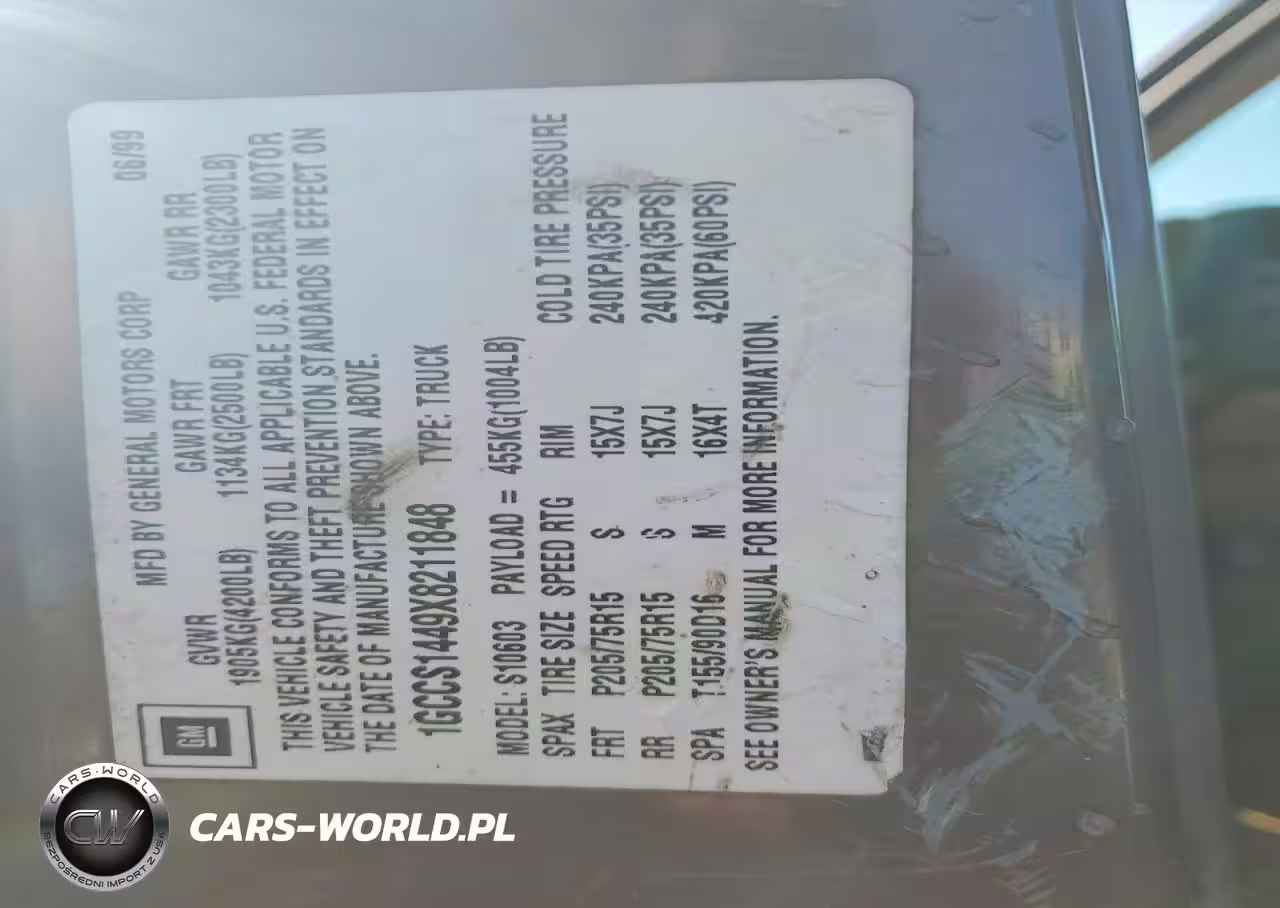 GM
MFD BY GENERAL MOTORS CORP 06/99
GVWR GAWR FRT GAWR RR
1905KG(4200LB) 1134KG(2500LB) 1043KG(2300LB)
THIS VEHICLE CONFORMS TO ALL APPLICABLE U.S. FEDERAL MOTOR
VEHICLE SAFETY AND THEFT PREVENTION STANDARDS IN EFFECT ON
THE DATE OF MANUFACTURE SHOWN ABOVE.
1GCCS1449X8211848 TYPE: TRUCK
MODEL: S10603 PAYLOAD = 455KG(1004LB)
SPAX TIRE SIZE SPEED RTG RIM COLD TIRE PRESSURE
FRT P205/75R15 S 15X7J 240KPA(35PSI)
RR P205/75R15 S 15X7J 240KPA(35PSI)
SPA T155/90D16 M 16X4T 420KPA(60PSI)
SEE OWNER'S MANUAL FOR MORE INFORMATION.
CARS-WORLD
CW
BEZPOŚREDNI IMPORT Z USA
CARS-WORLD.PL